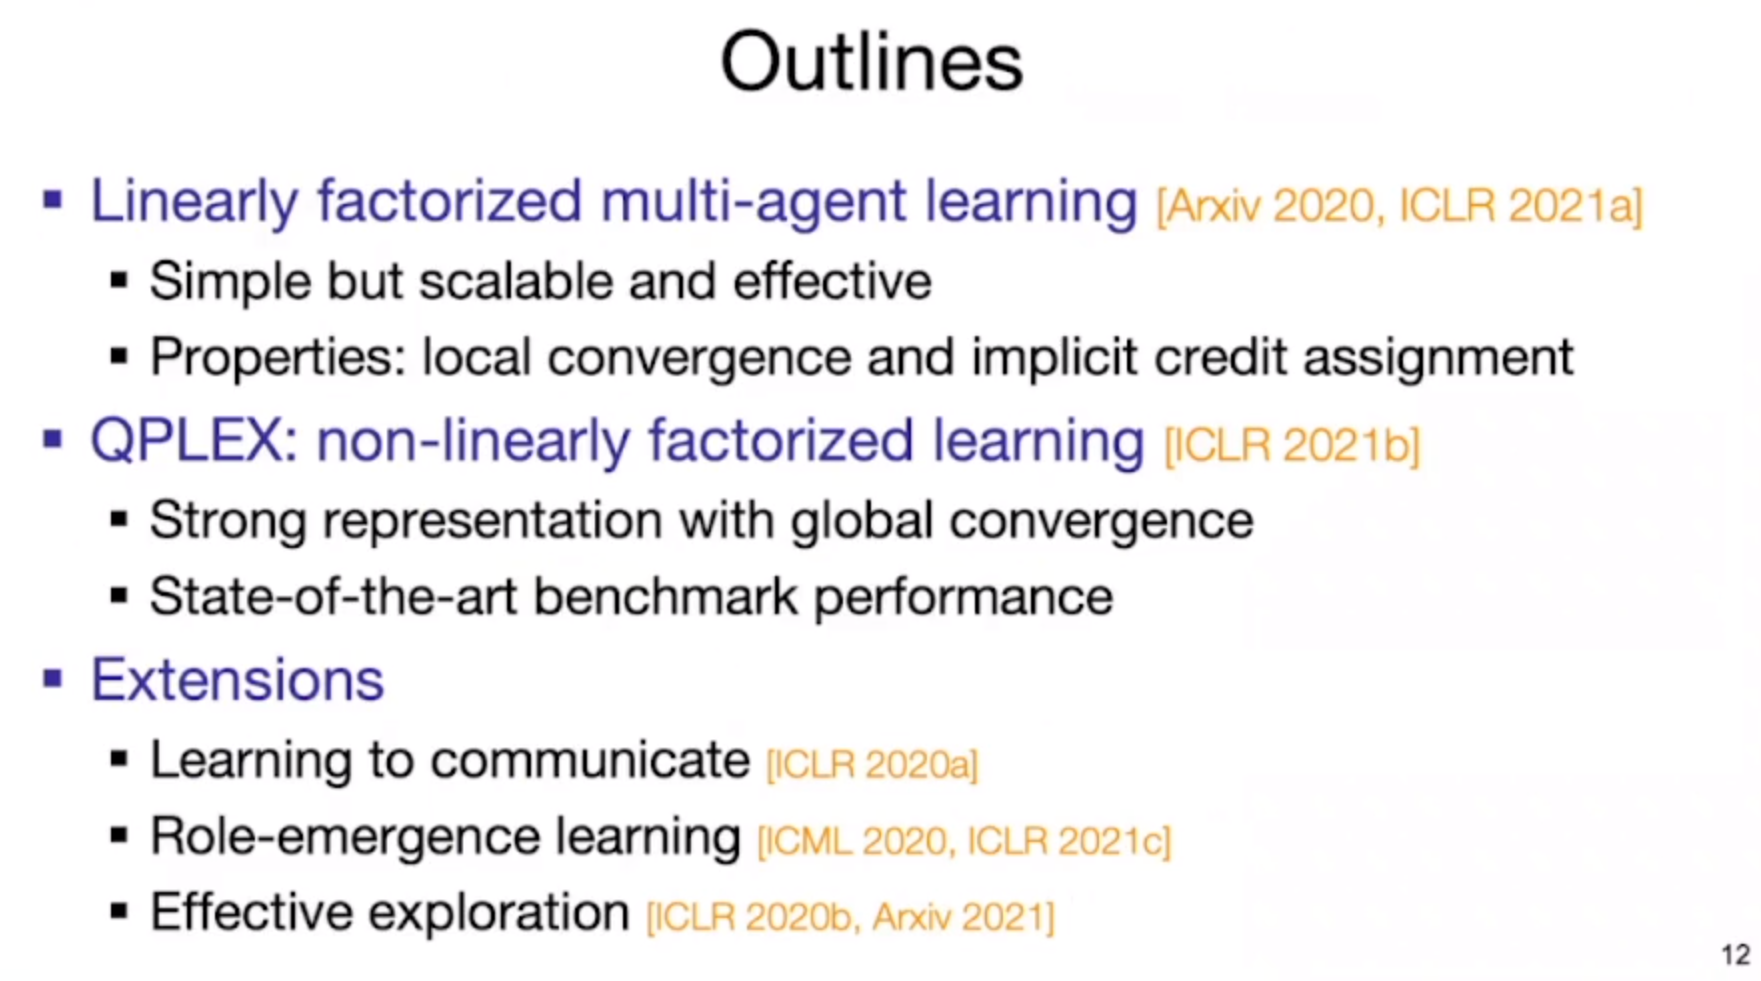 Outlines
▪ Linearly factorized multi-agent learning [Arxiv 2020, ICLR 2021a]
▪ Simple but scalable and effective
▪ Properties: local convergence and implicit credit assignment
▪ QPLEX: non-linearly factorized learning [ICLR 2021b]
▪ Strong representation with global convergence
▪ State-of-the-art benchmark performance
▪ Extensions
▪ Learning to communicate [ICLR 2020a]
▪ Role-emergence learning [ICML 2020, ICLR 2021c]
▪ Effective exploration [ICLR 2020b, Arxiv 2021]
12